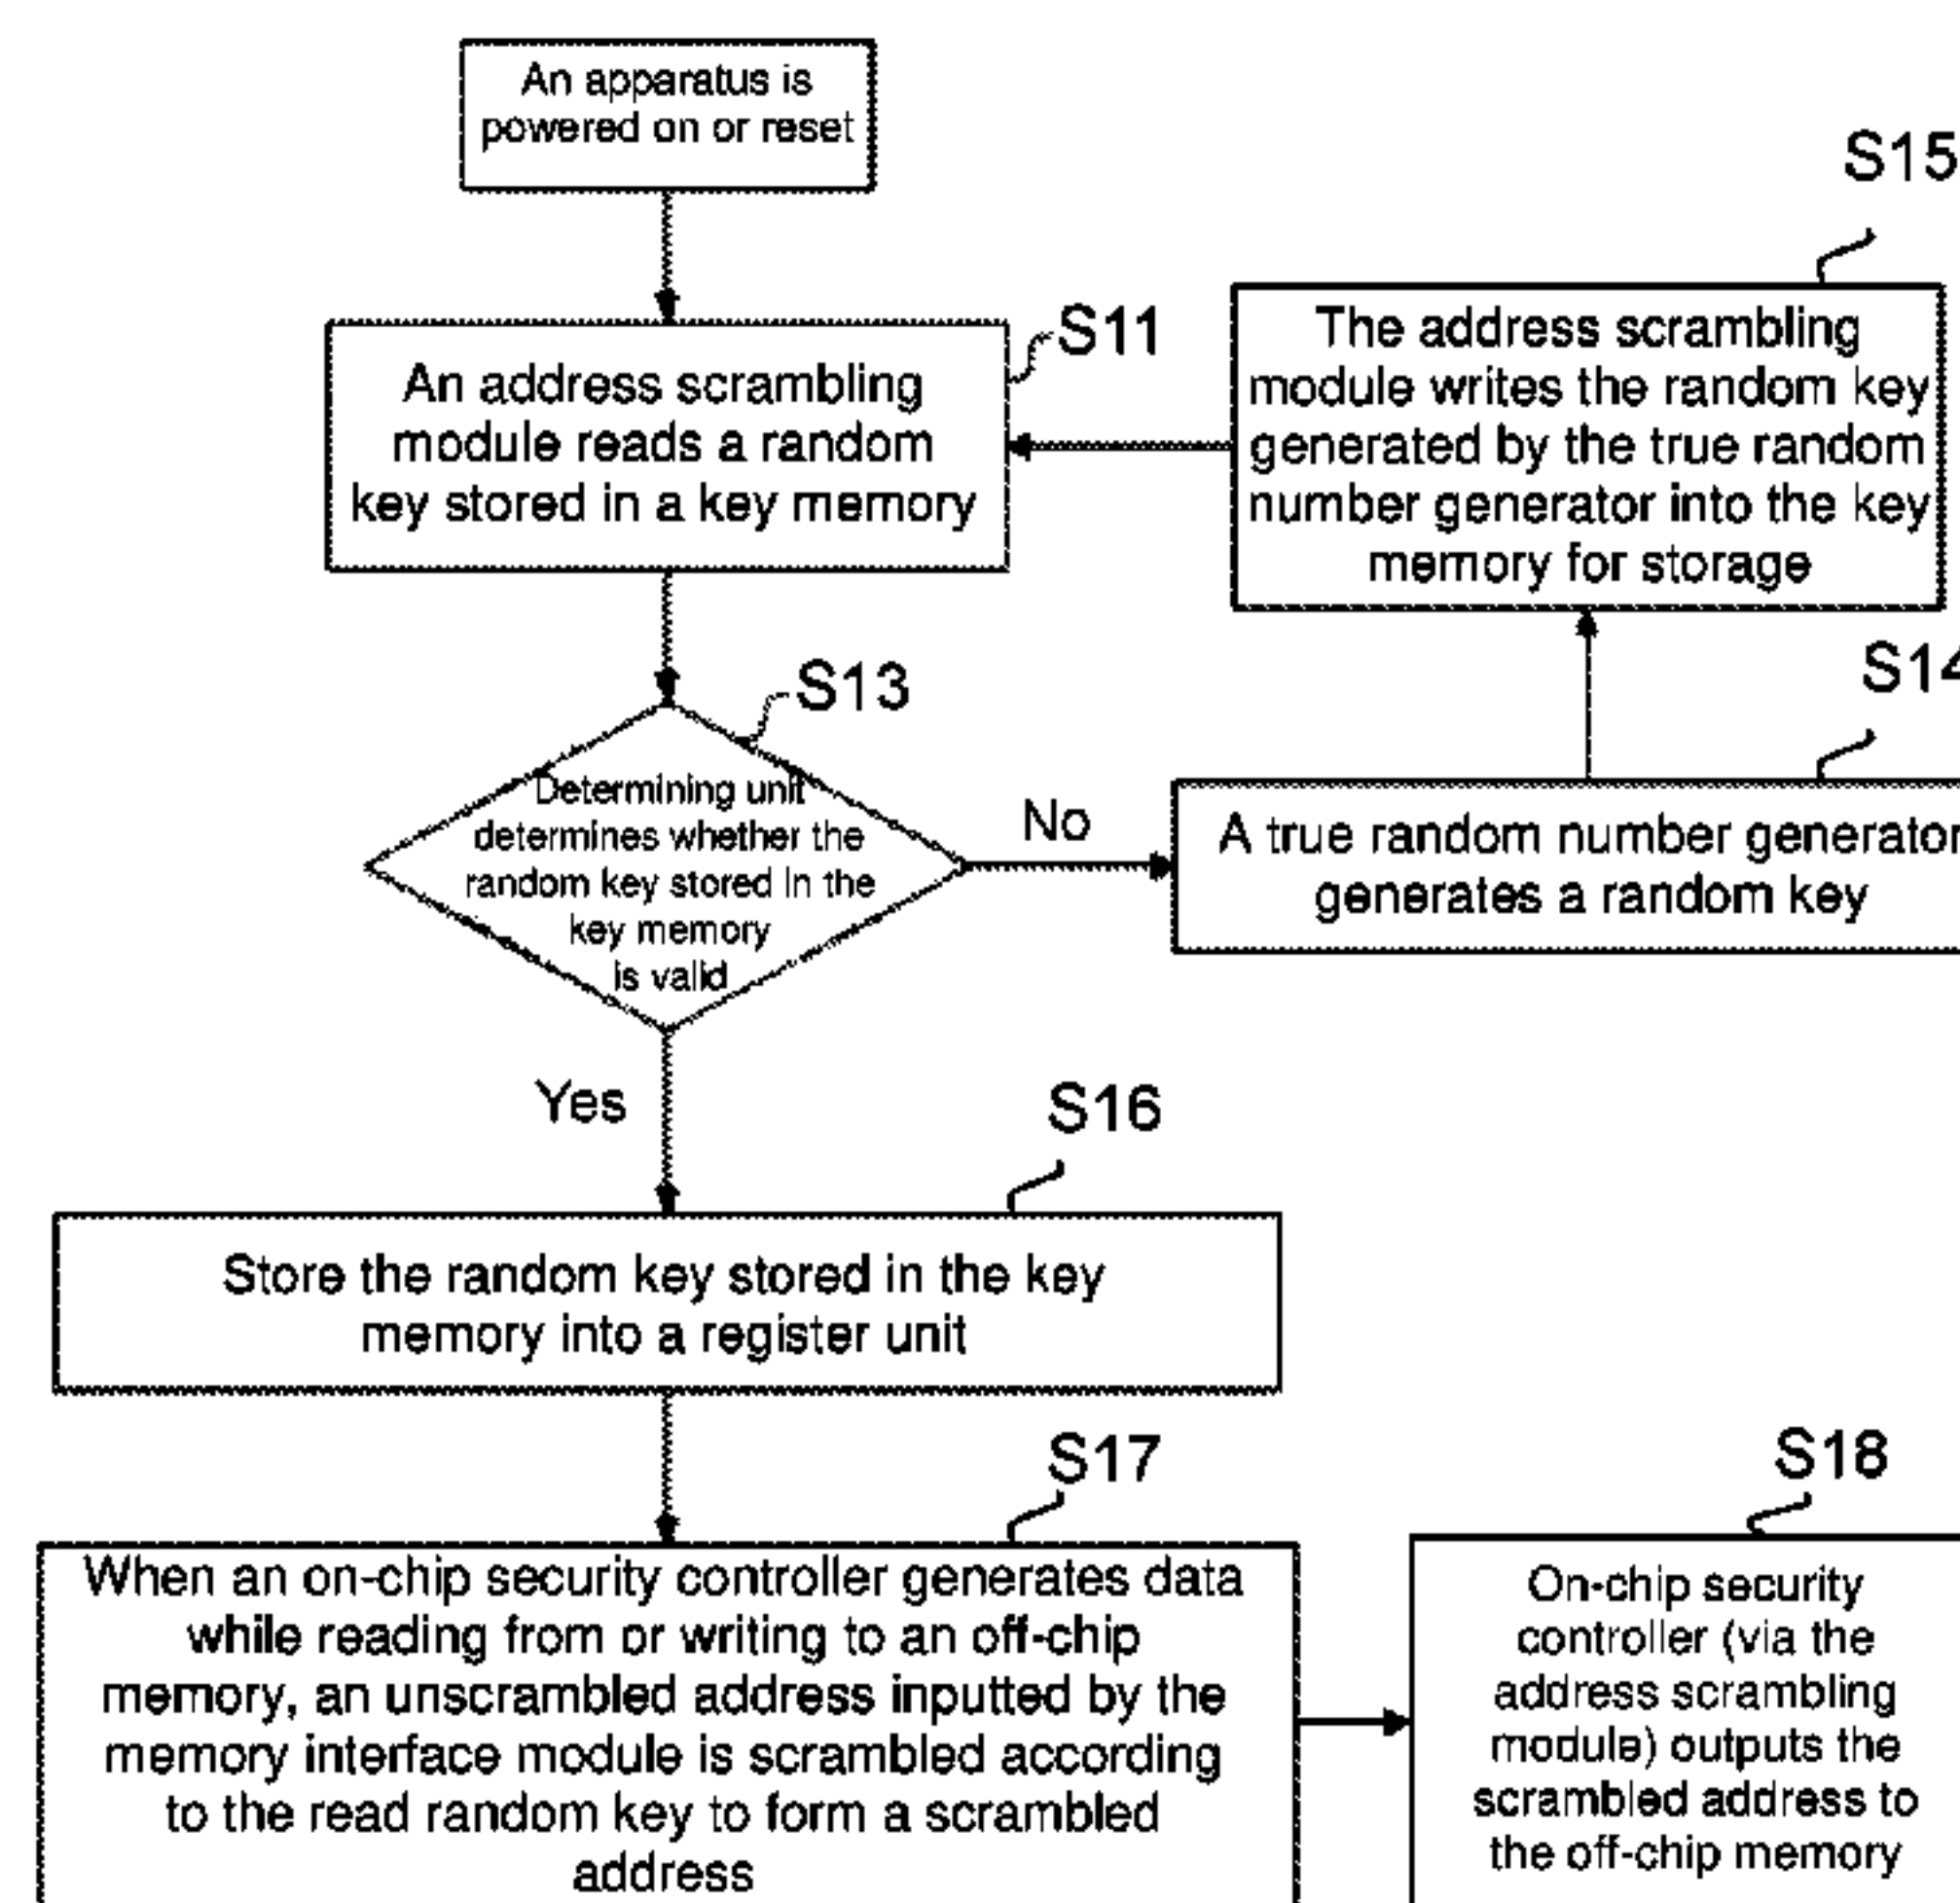 An apparatus is
powered on or reset
S11
An address scrambling
module reads a random
key stored in a key memory
S15
The address scrambling
module writes the random key
generated by the true random
number generator into the key
memory for storage
S13
Determining unit
determines whether the
random key stored in the
key memory
is valid
No
S14
A true random number generator
generates a random key
Yes
S16
Store the random key stored in the key
memory into a register unit
S17
When an on-chip security controller generates data
while reading from or writing to an off-chip
memory, an unscrambled address inputted by the
memory interface module is scrambled according
to the read random key to form a scrambled
address
S18
On-chip security
controller (via the
address scrambling
module) outputs the
scrambled address to
the off-chip memory